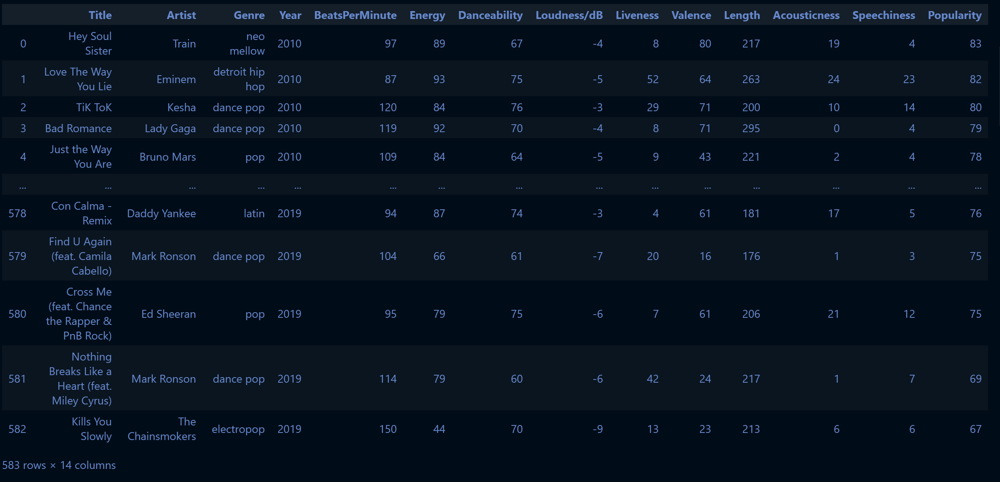 Title Artist Genre Year BeatsPerMinute Energy Danceability Loudness/dB Liveness Valence Length Acousticness Speechiness Popularity
Hey Soul neo
0 Train 2010 97 89 67 -4 8 80 217 19 4 83
Sister mellow
Love The Way detroit hip
1 Eminem 2010 87 93 75 -5 52 64 263 24 23 82
You Lie hop
2 TiK ToK Kesha dance pop 2010 120 84 76 -3 29 71 200 10 14 80
3 Bad Romance Lady Gaga dance pop 2010 119 92 70 -4 8 71 295 0 4 79
Just the Way
4 Bruno Mars pop 2010 109 84 64 -5 9 43 221 2 4 78
You Are
... ... ... ... ... ... ... ... ... ... ... ... ... ... ...
Con Calma -
578 Daddy Yankee latin 2019 94 87 74 -3 4 61 181 17 5 76
Remix
Find U Again
579 (feat. Camila Mark Ronson dance pop 2019 104 66 61 -7 20 16 176 1 3 75
Cabello)
Cross Me
(feat. Chance
580 Ed Sheeran pop 2019 95 79 75 -6 7 61 206 21 12 75
the Rapper &
PnB Rock)
Nothing
Breaks Like a
581 Mark Ronson dance pop 2019 114 79 60 -6 42 24 217 1 7 69
Heart (feat.
Miley Cyrus)
Kills You The
582 electropop 2019 150 44 70 -9 13 23 213 6 6 67
Slowly Chainsmokers
583 rows × 14 columns